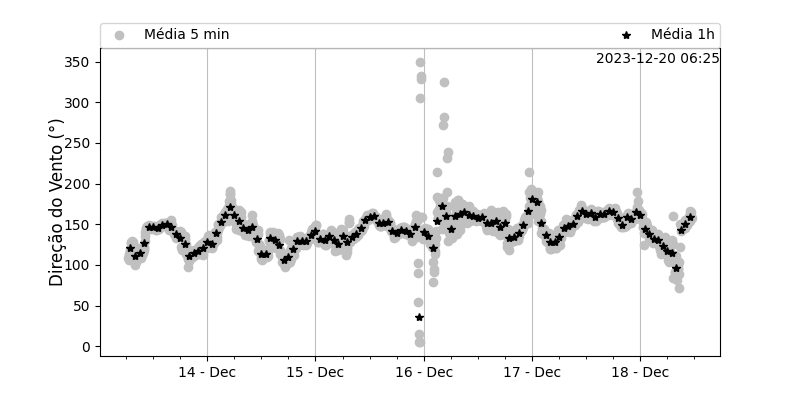 Média 5 min
Média 1h
2023-12-20 06:25
Direção do Vento (°)
350
300
250
200
150
100
50
0
14 - Dec
15 - Dec
16 - Dec
17 - Dec
18 - Dec